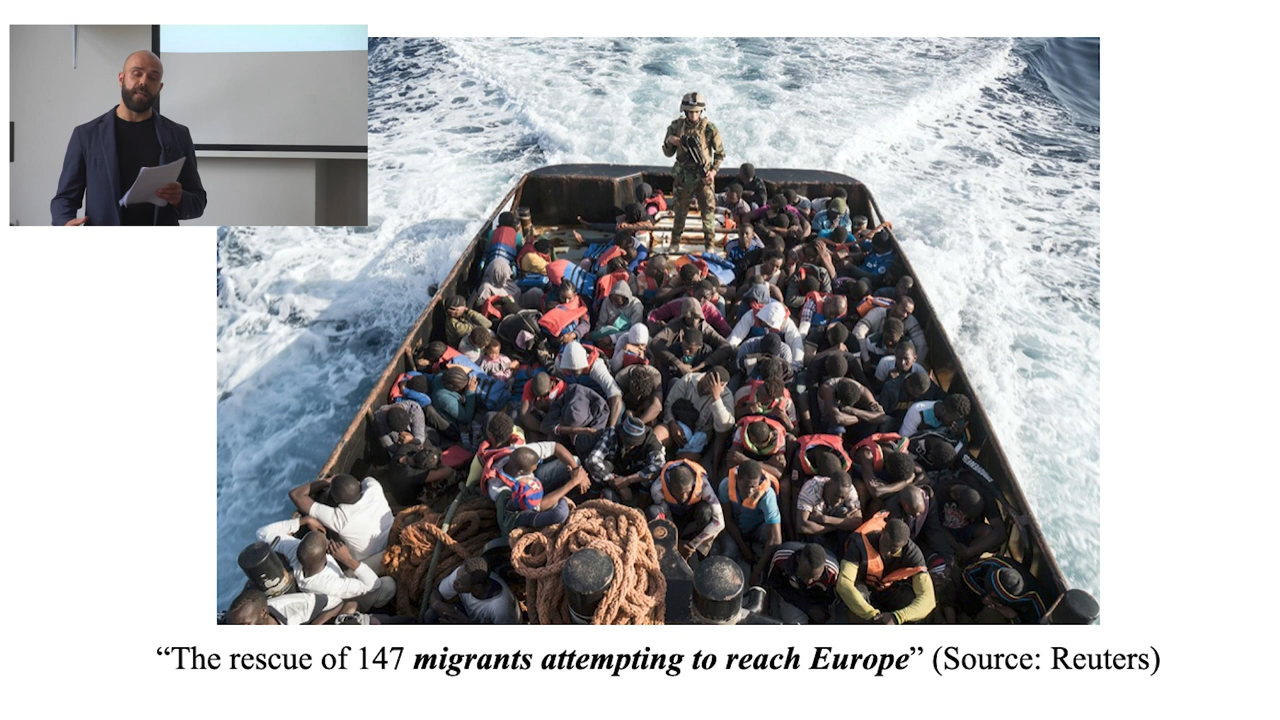 “The rescue of 147 migrants attempting to reach Europe” (Source: Reuters)